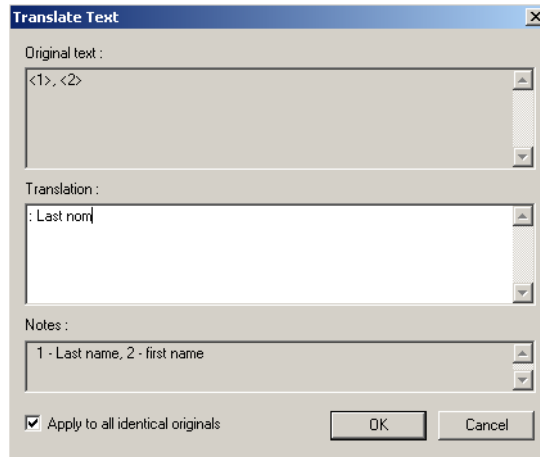 Translate Text
Original text :
<1>, <2>
Translation :
: Last nom
Notes :
1 - Last name, 2 - first name
Apply to all identical originals
OK
Cancel